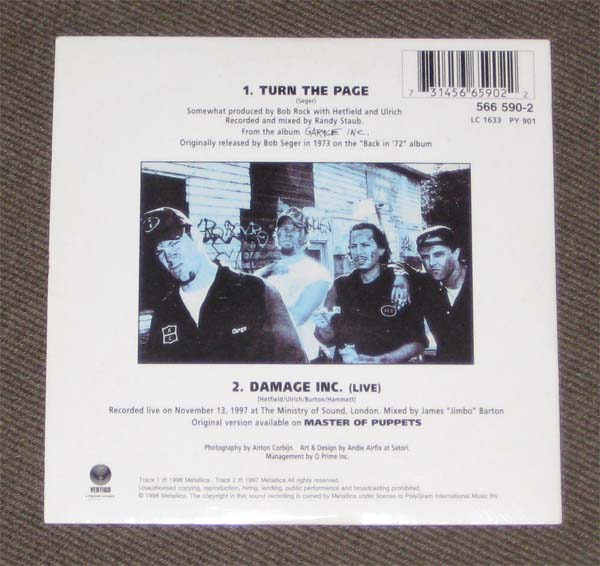 7 31456 65902 2
566 590-2
LC 1633 PY 901
1. TURN THE PAGE
(Seger)
Somewhat produced by Bob Rock with Hetfield and Ulrich
Recorded and mixed by Randy Staub.
From the album GARAGE INC.
Originally released by Bob Seger in 1973 on the "Back in '72" album
2. DAMAGE INC. (LIVE)
(Hetfield/Ulrich/Burton/Hammett)
Recorded live on November 13, 1997 at The Ministry of Sound, London. Mixed by James "Jimbo" Barton
Original version available on MASTER OF PUPPETS
Photography by Anton Corbijn. Art & Design by Andie Airfix at Satori.
Management by Q Prime Inc.
VERTIGO
Track 1 ℗ 1998 Metallica. Track 2 ℗ 1997 Metallica All rights reserved.
Unauthorised copying, reproduction, hiring, lending, public performance and broadcasting prohibited.
© 1998 Metallica. The copyright in this sound recording is owned by Metallica under license to PolyGram International Music BV.